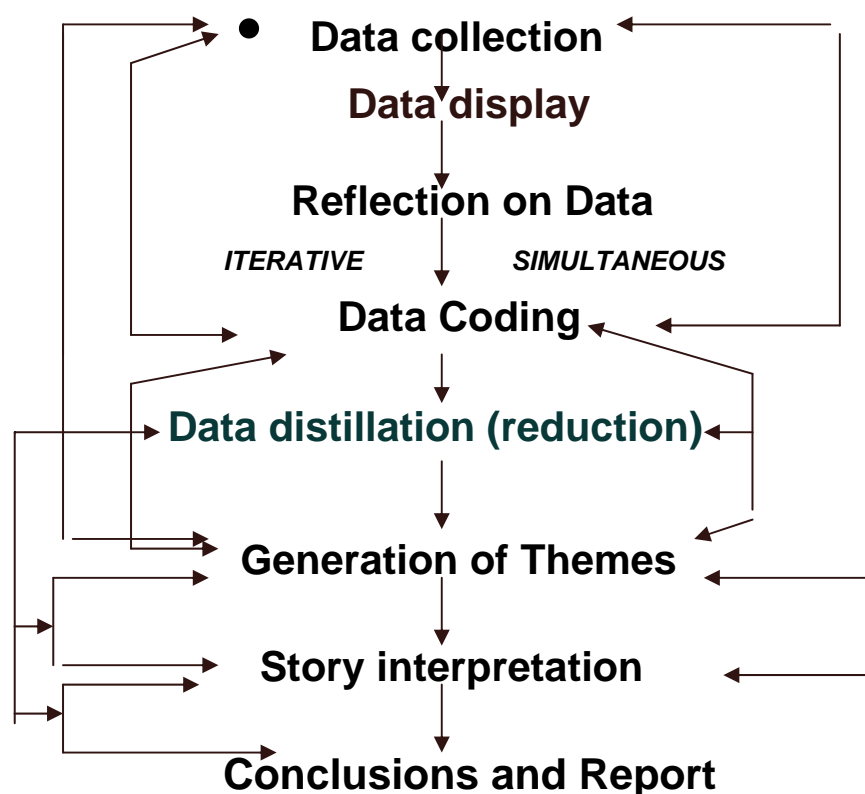 ● Data collection
Data display
Reflection on Data
ITERATIVE SIMULTANEOUS
Data Coding
Data distillation (reduction)
Generation of Themes
Story interpretation
Conclusions and Report